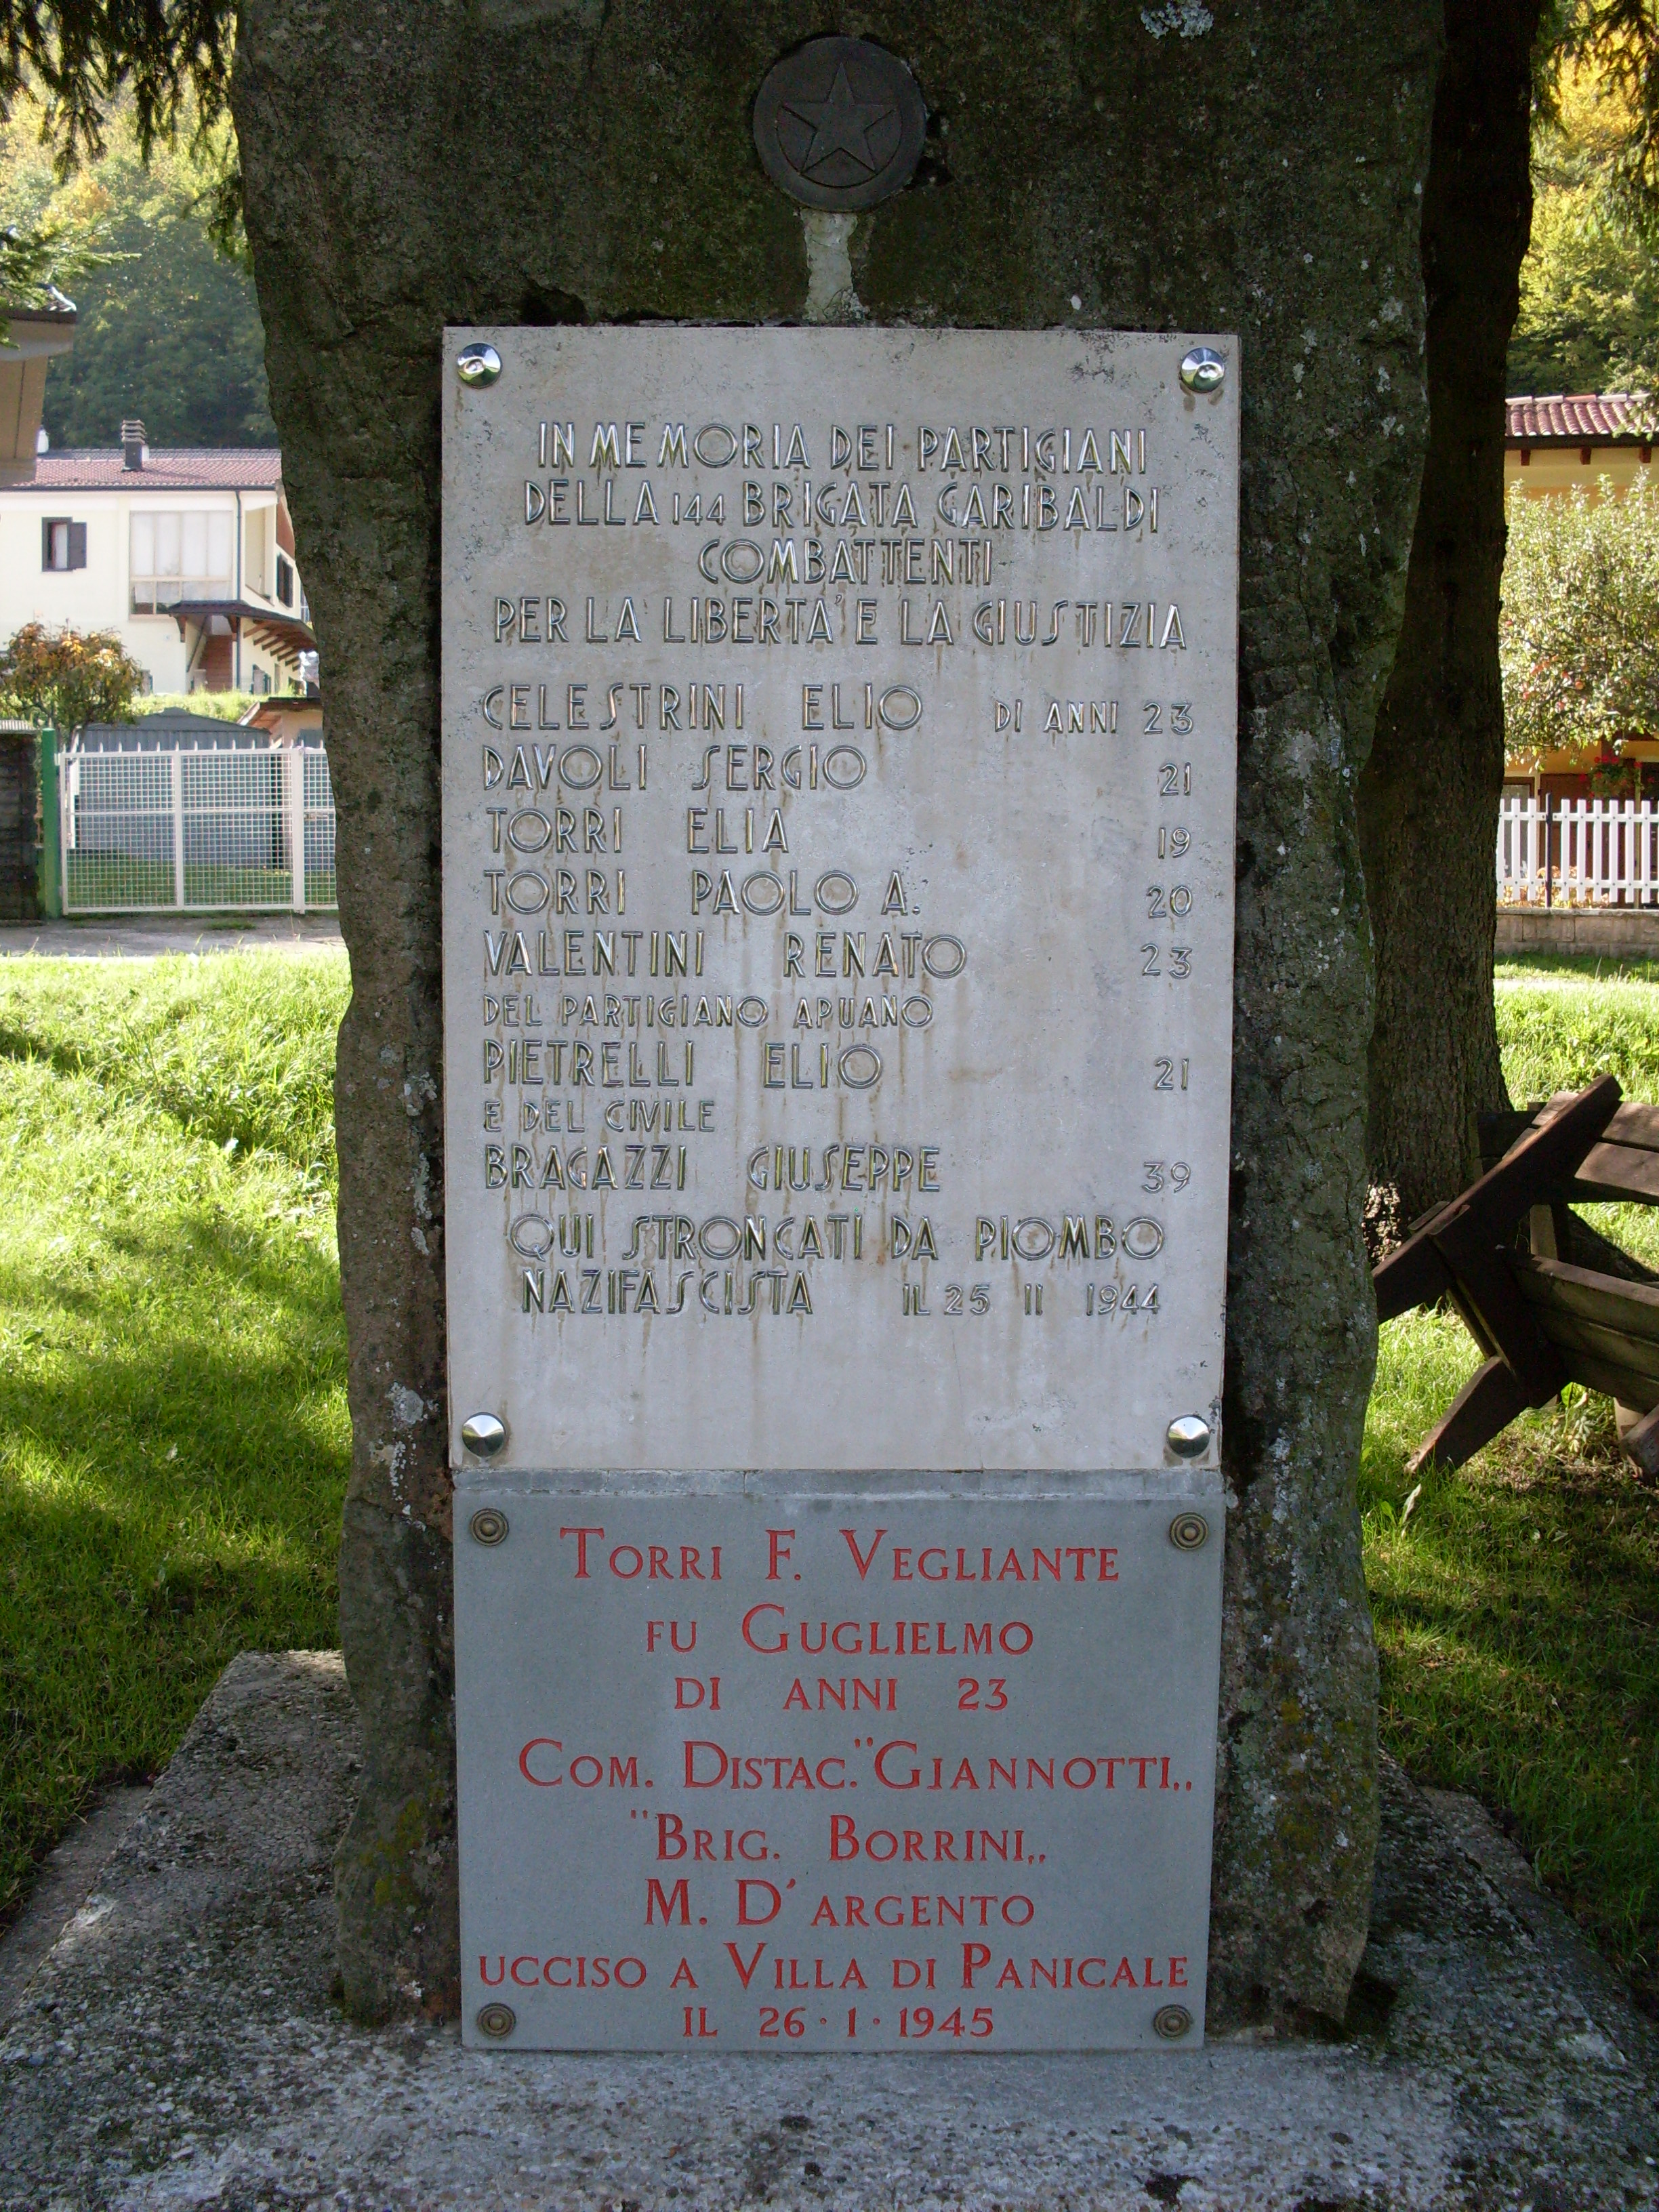 IN MEMORIA DEI PARTIGIANI
DELLA 144 BRIGATA GARIBALDI
COMBATTENTI
PER LA LIBERTA' E LA GIUSTIZIA
CELESTRINI ELIO DI ANNI 23
DAVOLI SERGIO 21
TORRI ELIA 19
TORRI PAOLO A. 20
VALENTINI RENATO 23
DEL PARTIGIANO APUANO
PIETRELLI ELIO 21
E DEL CIVILE
BRAGAZZI GIUSEPPE 39
QUI STRONCATI DA PIOMBO
NAZIFASCISTA IL 25 11 1944
TORRI F. VEGLIANTE
FU GUGLIELMO
DI ANNI 23
COM. DISTAC. "GIANNOTTI„
"BRIG. BORRINI„
M. D'ARGENTO
UCCISO A VILLA DI PANICALE
IL 26·1·1945